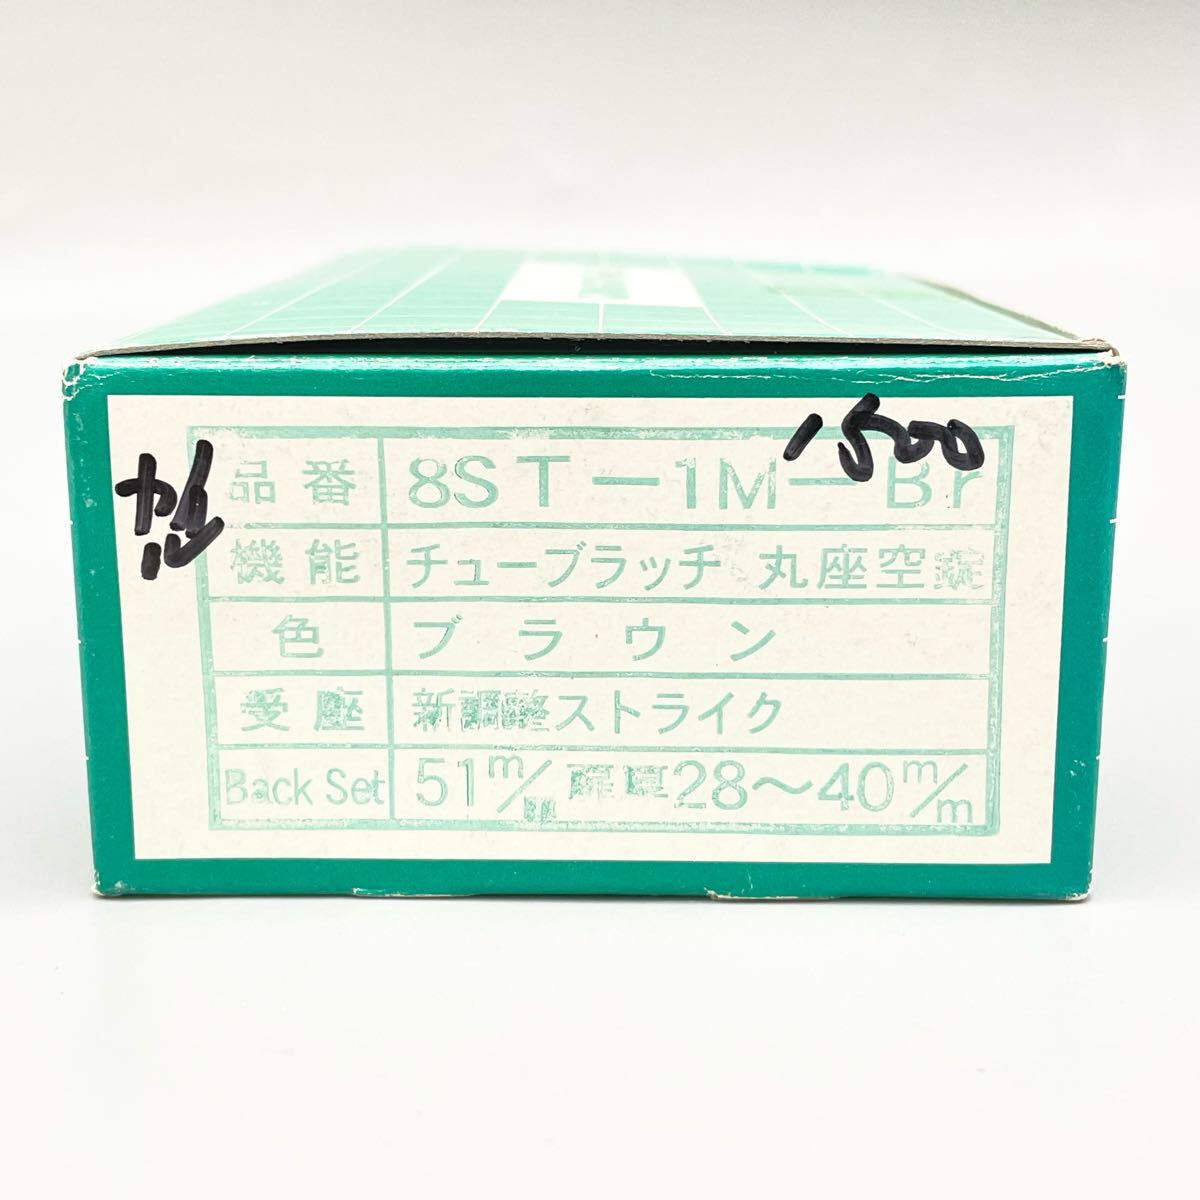 1500
品番 8ST-1M-Br
機能 チューブラッチ 丸座空錠
色 ブラウン
受座 新調整ストライク
Back Set 51m/m 扉厚28〜40m/m